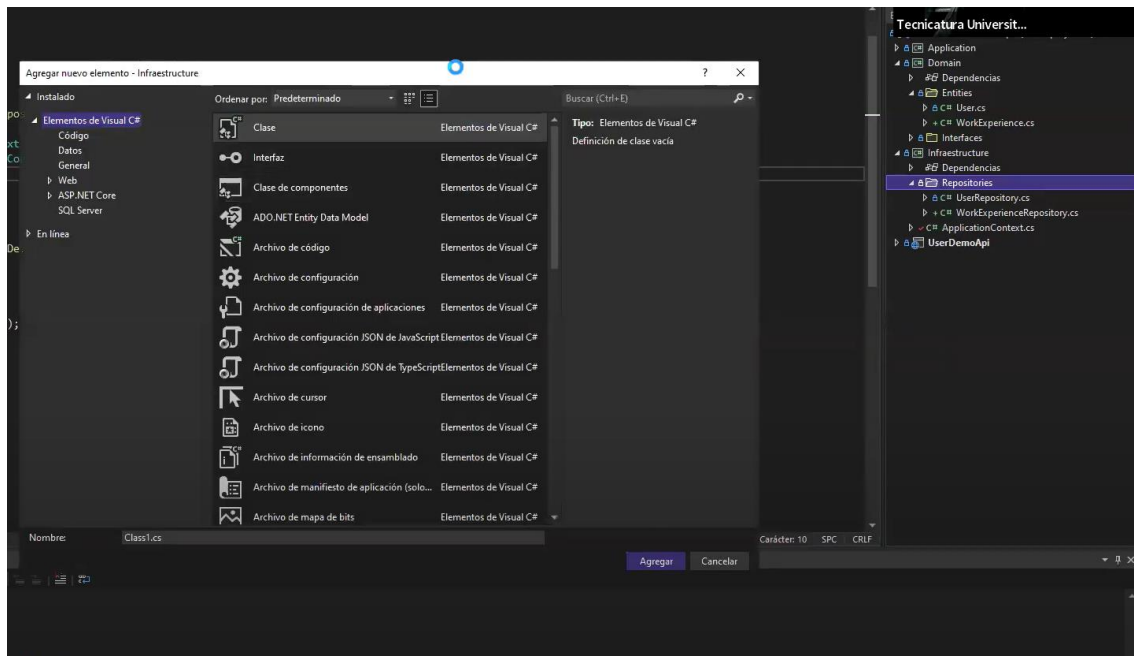 Tecnicatura Universit...
Agregar nuevo elemento - Infraestructure
? ×
Instalado
Elementos de Visual C#
Código
Datos
General
Web
ASP.NET Core
SQL Server
En línea
Ordenar por: Predeterminado
Buscar (Ctrl+E)
Clase Elementos de Visual C#
Interfaz Elementos de Visual C#
Clase de componentes Elementos de Visual C#
ADO.NET Entity Data Model Elementos de Visual C#
Archivo de código Elementos de Visual C#
Archivo de configuración Elementos de Visual C#
Archivo de configuración de aplicaciones Elementos de Visual C#
Archivo de configuración JSON de JavaScript Elementos de Visual C#
Archivo de configuración JSON de TypeScript Elementos de Visual C#
Archivo de cursor Elementos de Visual C#
Archivo de icono Elementos de Visual C#
Archivo de información de ensamblado Elementos de Visual C#
Archivo de manifiesto de aplicación (solo... Elementos de Visual C#
Archivo de mapa de bits Elementos de Visual C#
Tipo: Elementos de Visual C#
Definición de clase vacía
Nombre: Class1.cs
Agregar Cancelar
Carácter: 10 SPC CRLF
C# Application
C# Domain
Dependencias
Entities
C# User.cs
+ C# WorkExperience.cs
Interfaces
C# Infraestructure
Dependencias
Repositories
C# UserRepository.cs
+ C# WorkExperienceRepository.cs
C# ApplicationContext.cs
UserDemoApi
po
xt
Co
De
);